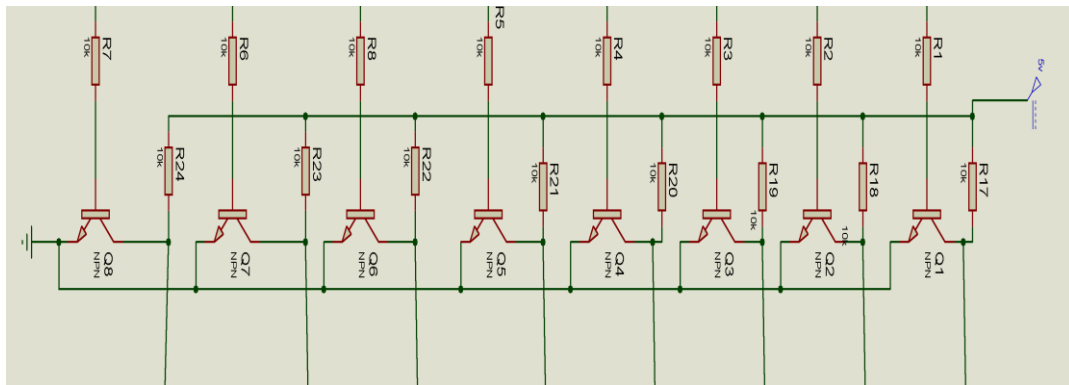 R7
10k
R6
10k
R8
10k
R5
10k
R4
10k
R3
10k
R2
10k
R1
10k
5v
R24
10k
R23
10k
R22
10k
R21
10k
R20
10k
R19
10k
R18
10k
R17
10k
Q8
NPN
Q7
NPN
Q6
NPN
Q5
NPN
Q4
NPN
Q3
NPN
Q2
NPN
Q1
NPN